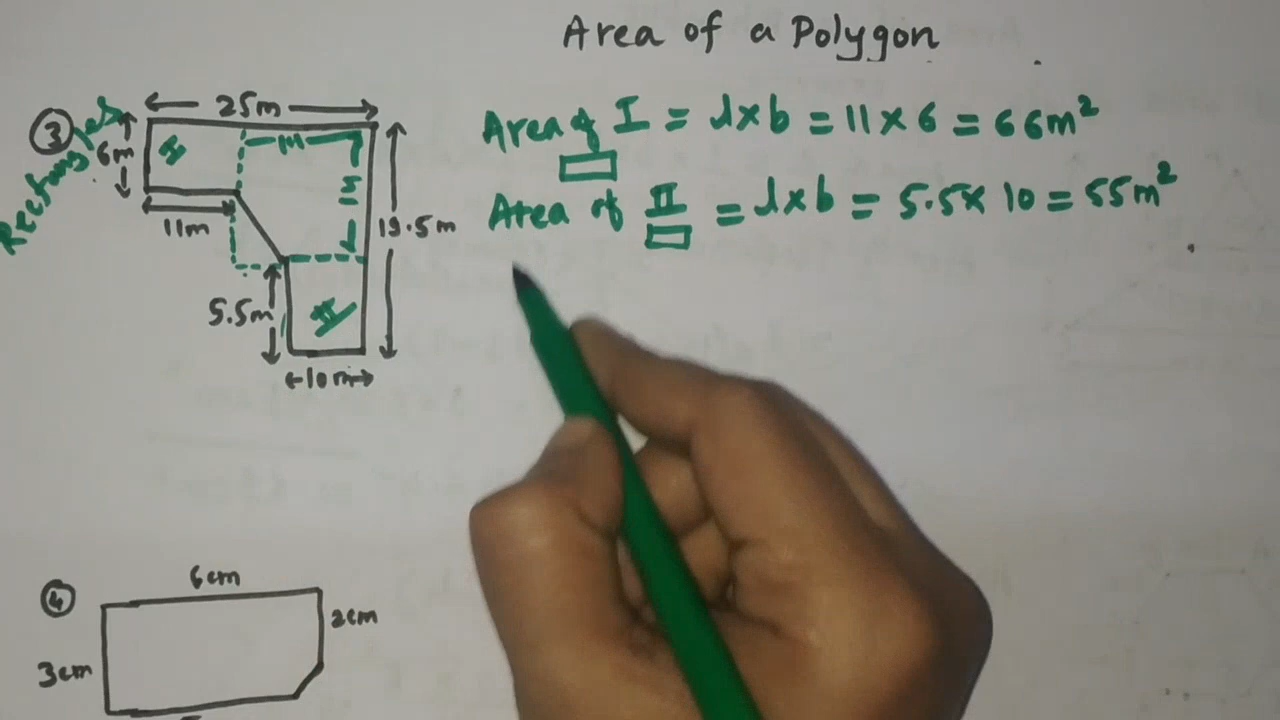 Area of a Polygon
③
25m
6m
Rectangles
I
M
M
11m
19.5m
5.5m
II
10m
Area of I = l×b = 11×6 = 66m²
Area of II = l×b = 5.5× 10 = 55m²
④
6cm
2cm
3cm